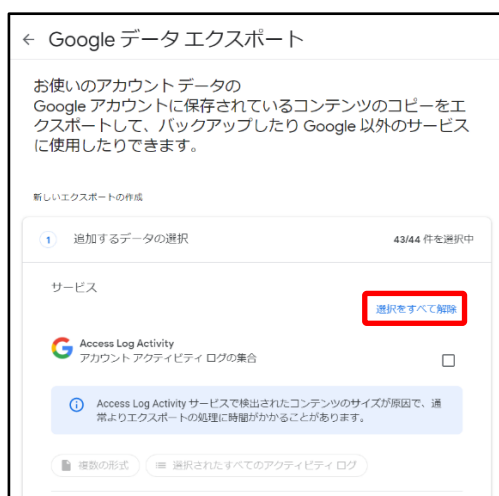 ← Google データ エクスポート
お使いのアカウント データの
Google アカウントに保存されているコンテンツのコピーをエ
クスポートして、バックアップしたり Google 以外のサービス
に使用したりできます。
新しいエクスポートの作成
1 追加するデータの選択 43/44 件を選択中
サービス
選択をすべて解除
Access Log Activity
アカウント アクティビティ ログの集合
Access Log Activity サービスで検出されたコンテンツのサイズが原因で、通
常よりエクスポートの処理に時間がかかることがあります。
複数の形式 選択されたすべてのアクティビティ ログ